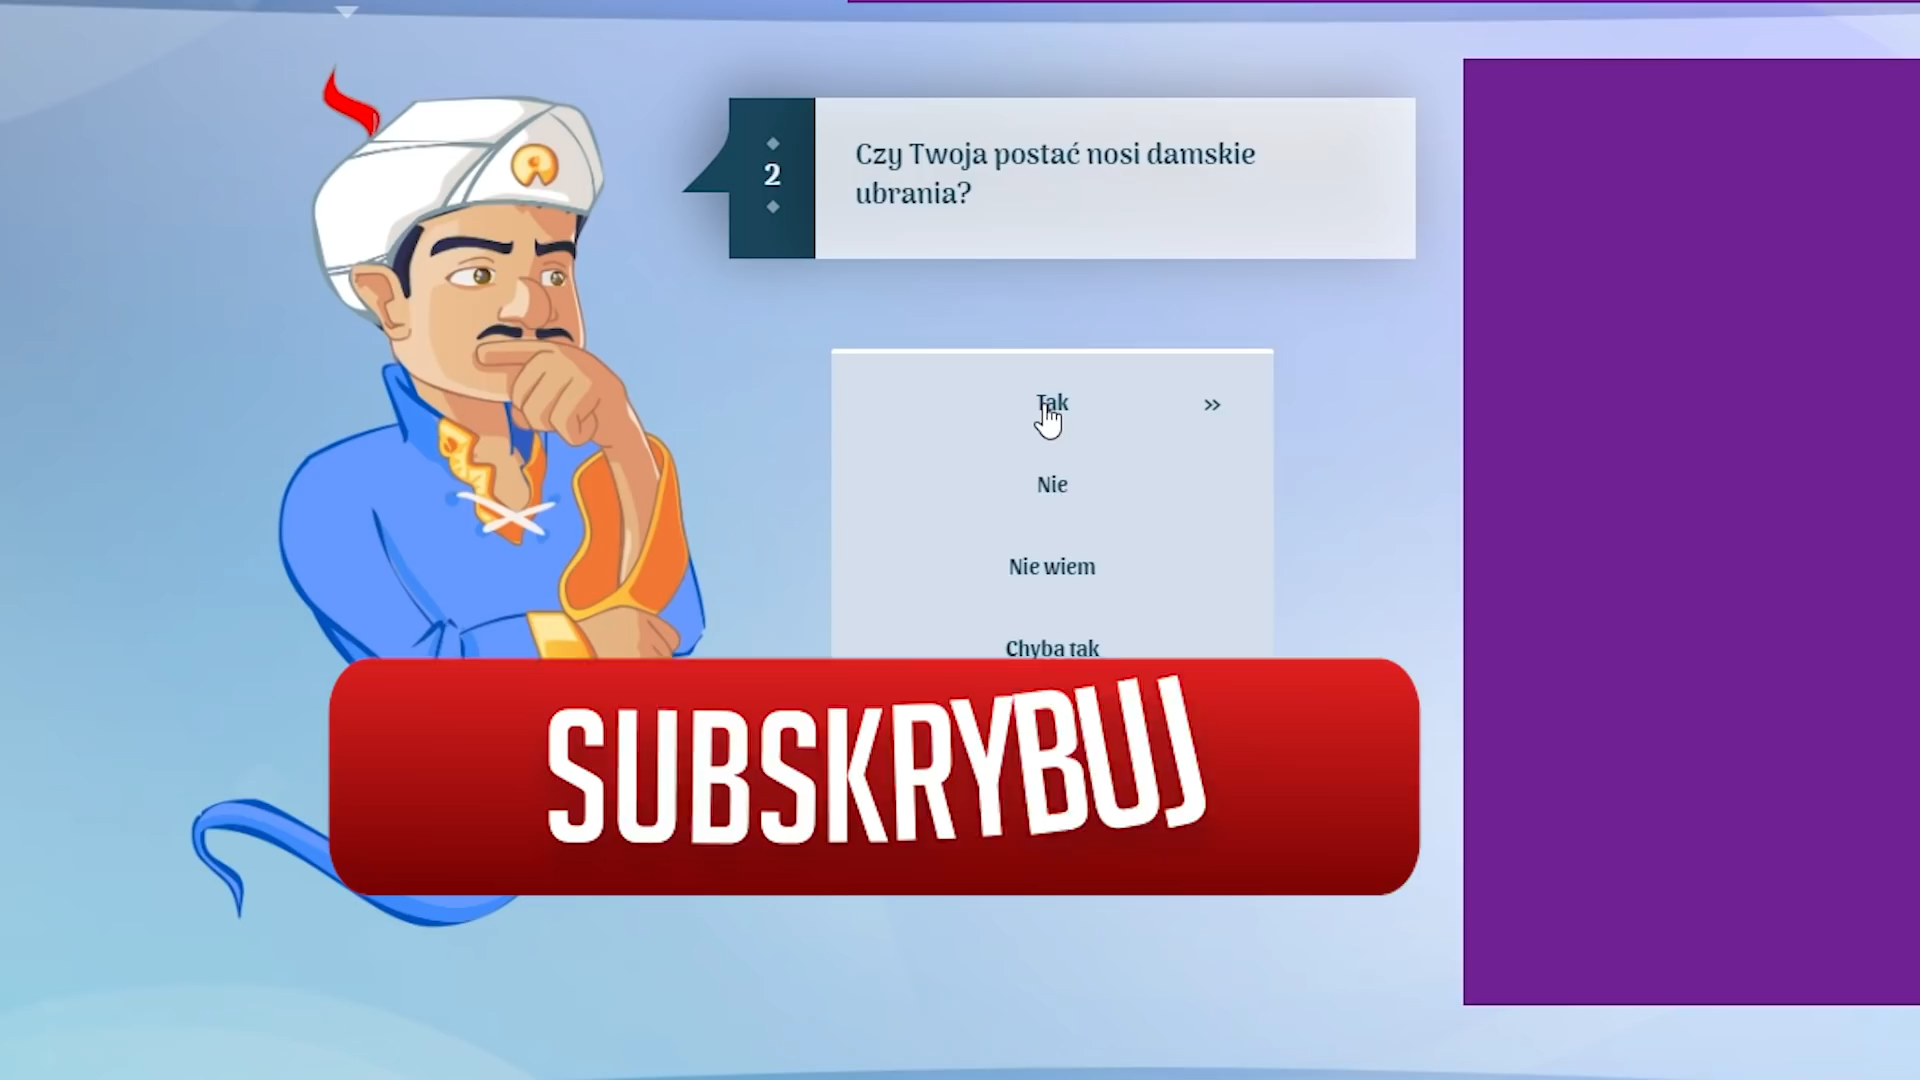 2
Czy Twoja postać nosi damskie
ubrania?
Tak
Nie
Nie wiem
Chyba tak
SUBSKRYBUJ